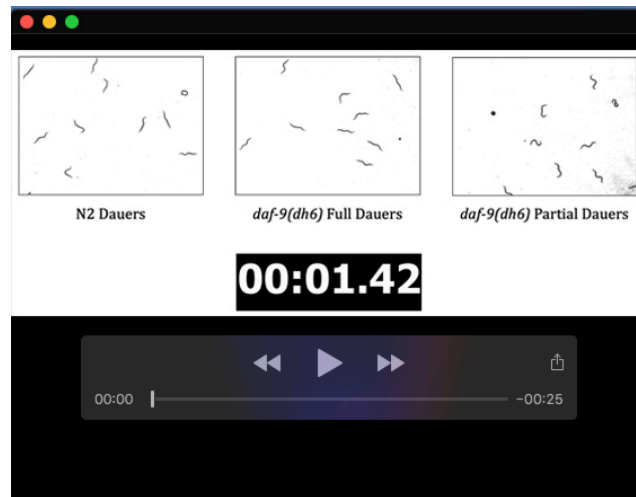 N2 Dauers
daf-9(dh6) Full Dauers
daf-9(dh6) Partial Dauers
00:01.42
00:00
-00:25